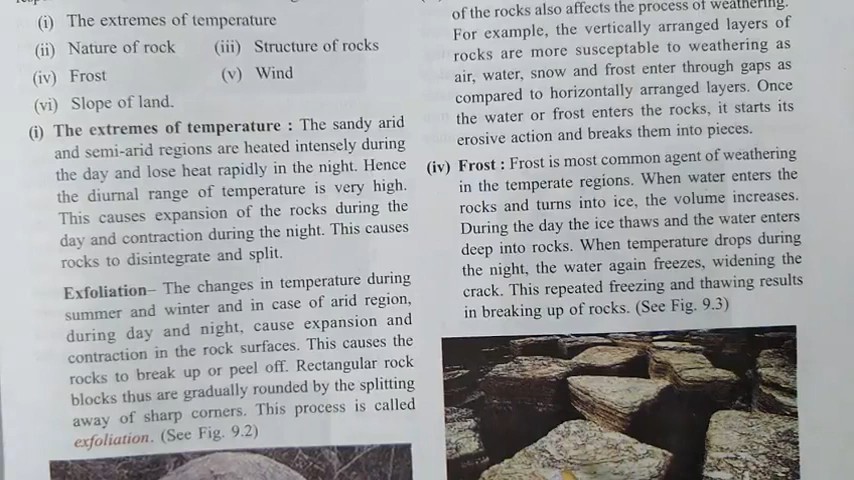 (i) The extremes of temperature
(ii) Nature of rock (iii) Structure of rocks
(iv) Frost (v) Wind
(vi) Slope of land.
(i) The extremes of temperature : The sandy arid
and semi-arid regions are heated intensely during
the day and lose heat rapidly in the night. Hence
the diurnal range of temperature is very high.
This causes expansion of the rocks during the
day and contraction during the night. This causes
rocks to disintegrate and split.
Exfoliation– The changes in temperature during
summer and winter and in case of arid region,
during day and night, cause expansion and
contraction in the rock surfaces. This causes the
rocks to break up or peel off. Rectangular rock
blocks thus are gradually rounded by the splitting
away of sharp corners. This process is called
exfoliation. (See Fig. 9.2)
of the rocks also affects the process of weathering.
For example, the vertically arranged layers of
rocks are more susceptable to weathering as
air, water, snow and frost enter through gaps as
compared to horizontally arranged layers. Once
the water or frost enters the rocks, it starts its
erosive action and breaks them into pieces.
(iv) Frost : Frost is most common agent of weathering
in the temperate regions. When water enters the
rocks and turns into ice, the volume increases.
During the day the ice thaws and the water enters
deep into rocks. When temperature drops during
the night, the water again freezes, widening the
crack. This repeated freezing and thawing results
in breaking up of rocks. (See Fig. 9.3)